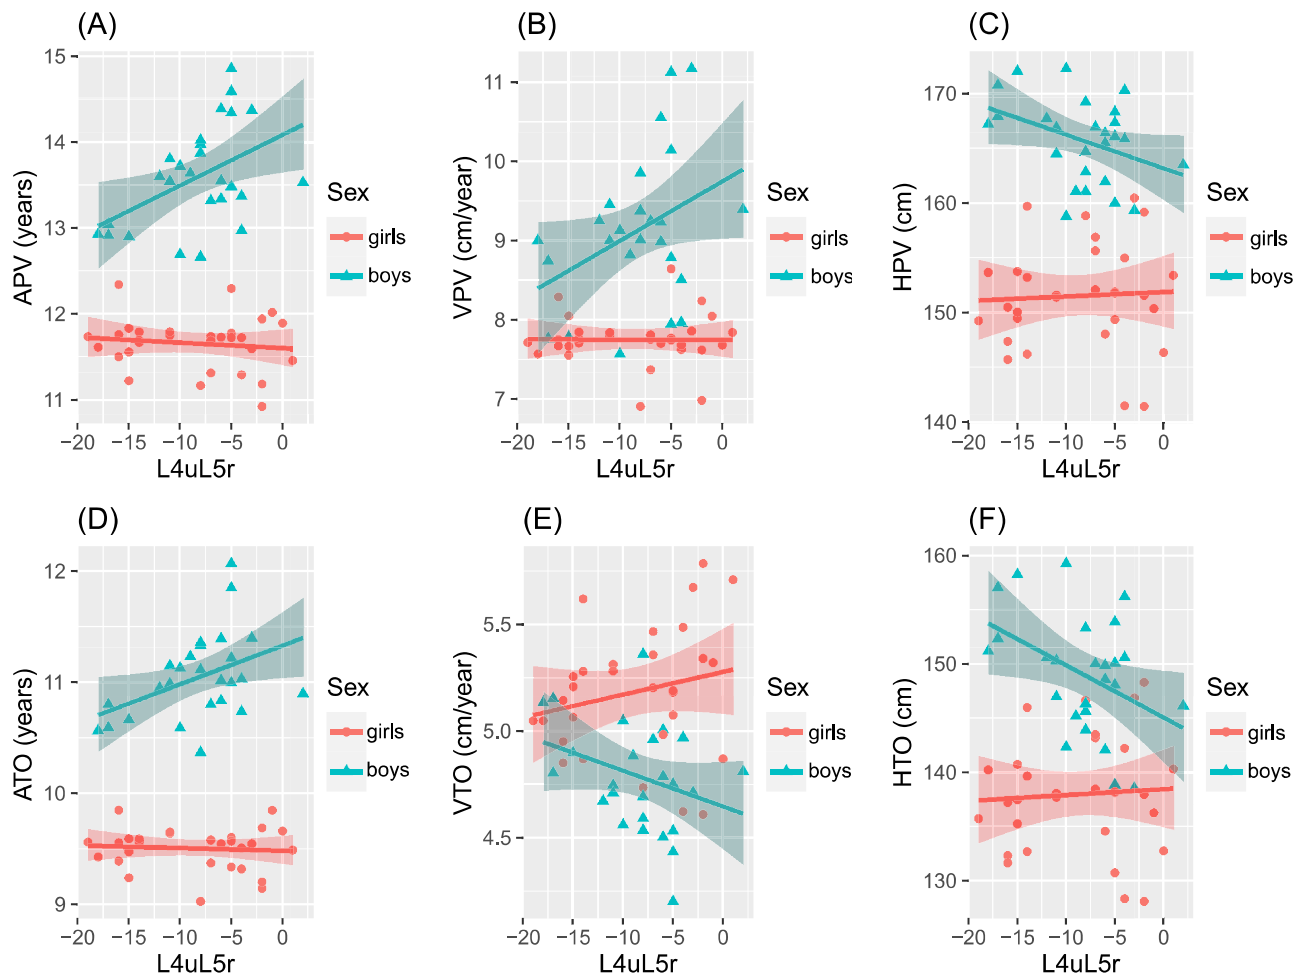 (A)
APV (years)
15
14
13
12
11
−20 −15 −10 −5 0
L4uL5r
Sex
girls
boys
(B)
VPV (cm/year)
11
10
9
8
7
−20 −15 −10 −5 0
L4uL5r
Sex
girls
boys
(C)
HPV (cm)
170
160
150
140
−20 −15 −10 −5 0
L4uL5r
Sex
girls
boys
(D)
ATO (years)
12
11
10
9
−20 −15 −10 −5 0
L4uL5r
Sex
girls
boys
(E)
VTO (cm/year)
5.5
5.0
4.5
−20 −15 −10 −5 0
L4uL5r
Sex
girls
boys
(F)
HTO (cm)
160
150
140
130
−20 −15 −10 −5 0
L4uL5r
Sex
girls
boys